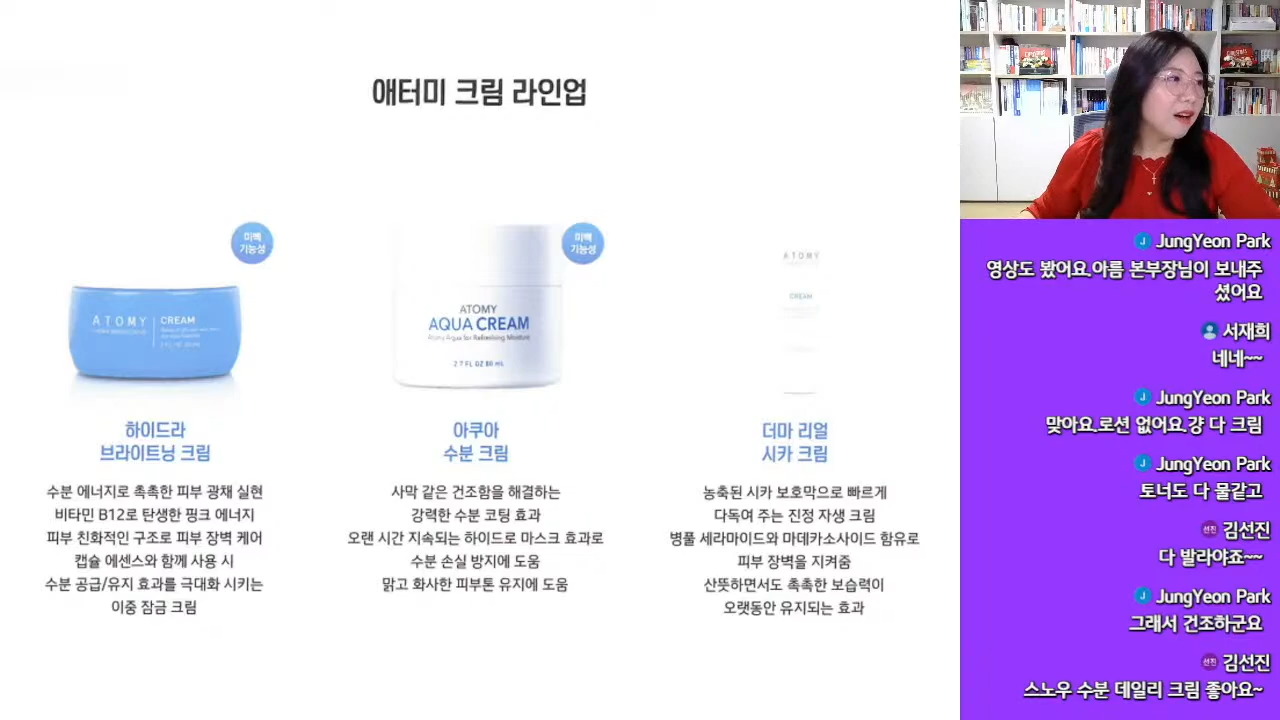 애터미 크림 라인업
미백
기능성
ATOMY
CREAM
하이드라
브라이트닝 크림
수분 에너지로 촉촉한 피부 광채 실현
비타민 B12로 탄생한 핑크 에너지
피부 친화적인 구조로 피부 장벽 케어
캡슐 에센스와 함께 사용 시
수분 공급/유지 효과를 극대화 시키는
이중 잠금 크림
미백
기능성
ATOMY
AQUA CREAM
Atomy Aqua for Refreshing Moisture
2.7 FL OZ 80 mL
아쿠아
수분 크림
사막 같은 건조함을 해결하는
강력한 수분 코팅 효과
오랜 시간 지속되는 하이드로 마스크 효과로
수분 손실 방지에 도움
맑고 화사한 피부톤 유지에 도움
ATOMY
CREAM
더마 리얼
시카 크림
농축된 시카 보호막으로 빠르게
다독여 주는 진정 자생 크림
병풀 세라마이드와 마데카소사이드 함유로
피부 장벽을 지켜줌
산뜻하면서도 촉촉한 보습력이
오랫동안 유지되는 효과
J JungYeon Park
영상도 봤어요.아름 본부장님이 보내주
셨어요
서재희
네네~~
J JungYeon Park
맞아요.로션 없어요.걍 다 크림
J JungYeon Park
토너도 다 물같고
선진 김선진
다 발라야죠~~
J JungYeon Park
그래서 건조하군요
선진 김선진
스노우 수분 데일리 크림 좋아요~